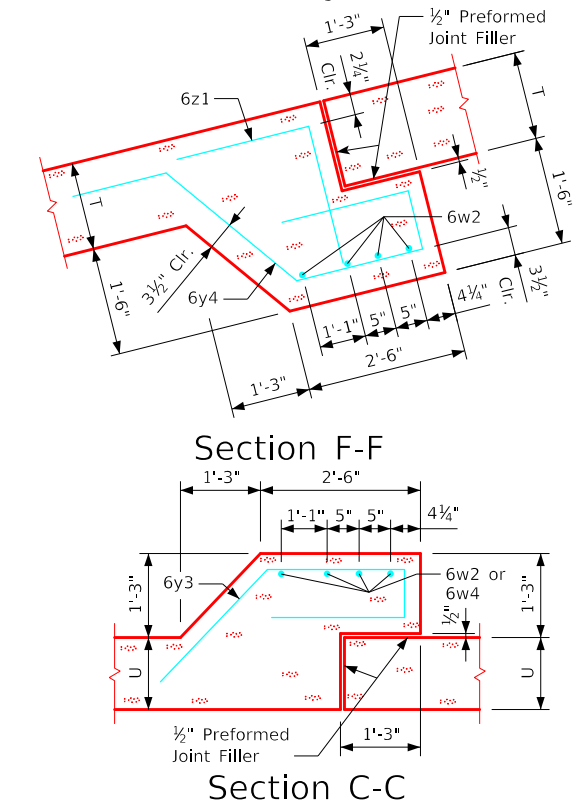 1'-3"
½" Preformed
Joint Filler
2¼"
Clr.
6z1
T
½"
1'-6"
T
6w2
3½" Clr.
6y4
1'-6"
3½"
Clr.
1'-1"
5"
5"
4¼"
2'-6"
1'-3"
Section F-F
1'-3"
2'-6"
1'-1"
5"
5"
4¼"
6y3
6w2 or
6w4
1'-3"
½"
1'-3"
U
U
½" Preformed
Joint Filler
1'-3"
Section C-C